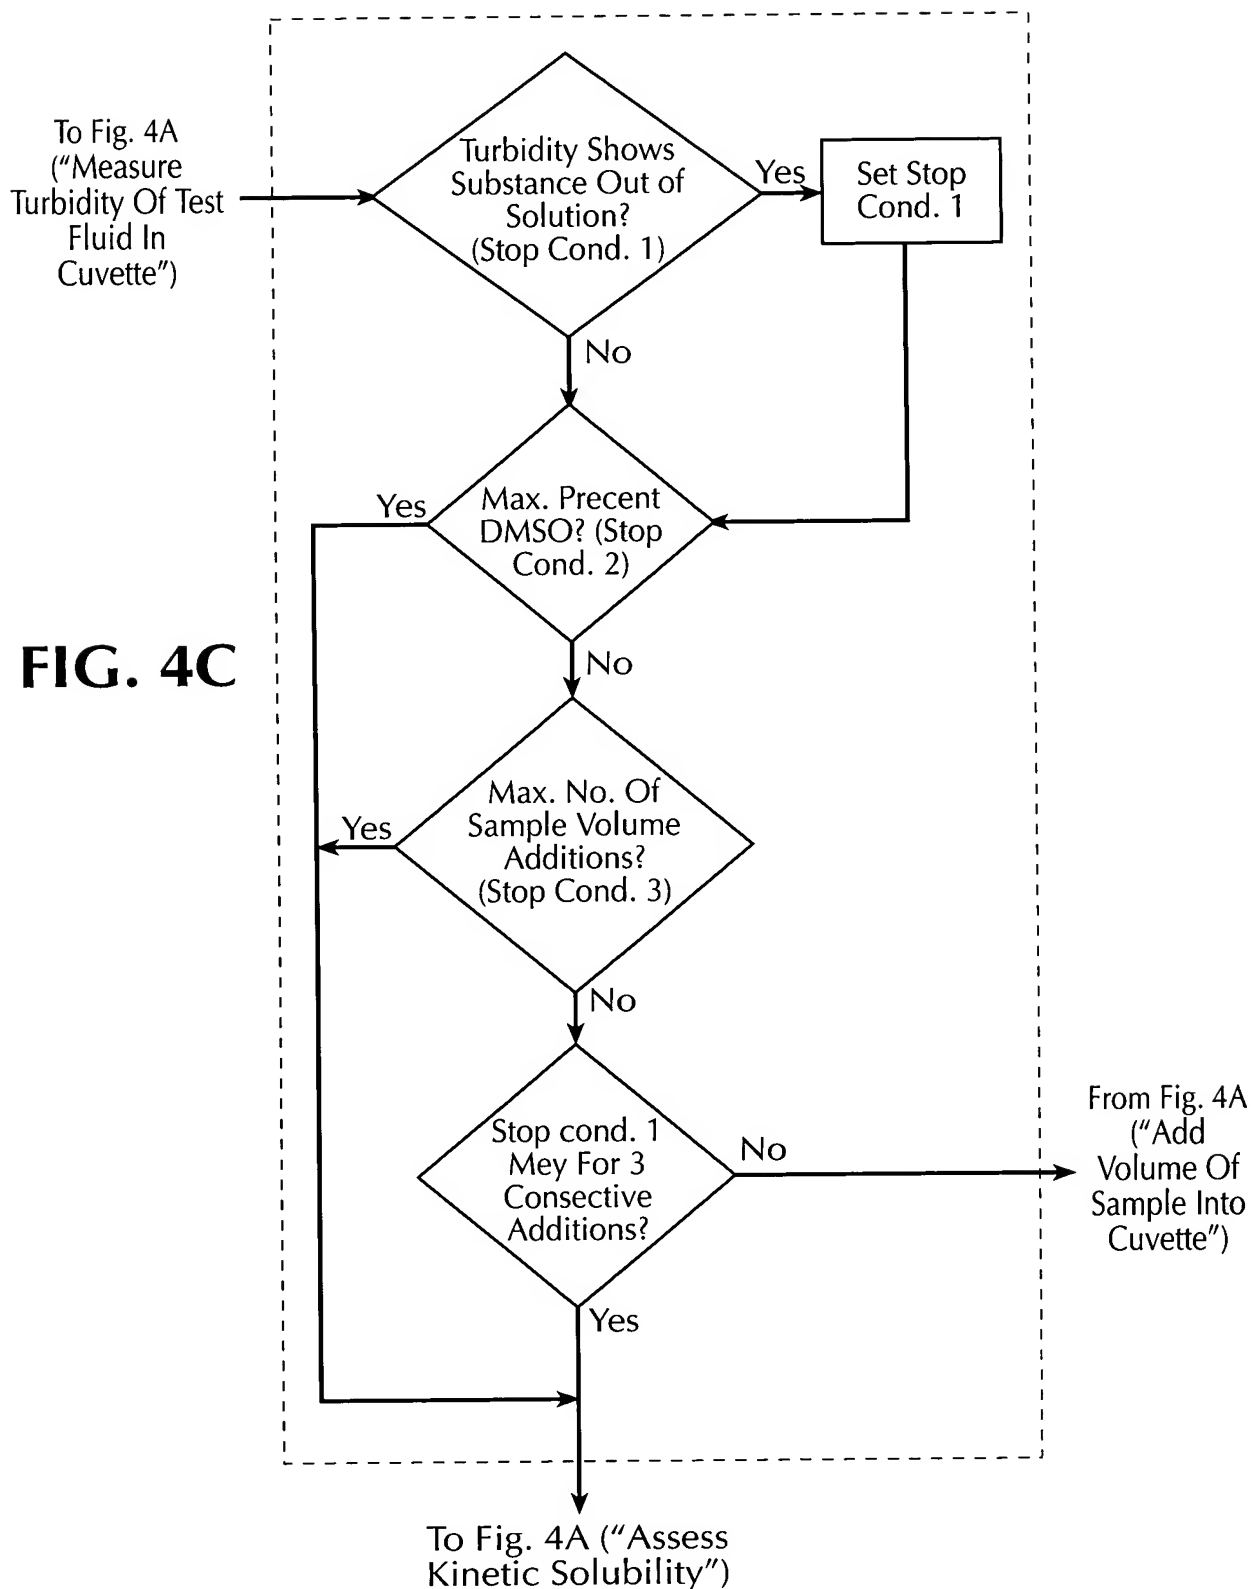 To Fig. 4A
("Measure
Turbidity Of Test
Fluid In
Cuvette")
Turbidity Shows
Substance Out of
Solution?
(Stop Cond. 1)
Yes
Set Stop
Cond. 1
No
Yes
Max. Precent
DMSO? (Stop
Cond. 2)
FIG. 4C
No
Yes
Max. No. Of
Sample Volume
Additions?
(Stop Cond. 3)
No
Stop cond. 1
Mey For 3
Consective
Additions?
No
From Fig. 4A
("Add
Volume Of
Sample Into
Cuvette")
Yes
To Fig. 4A ("Assess
Kinetic Solubility")